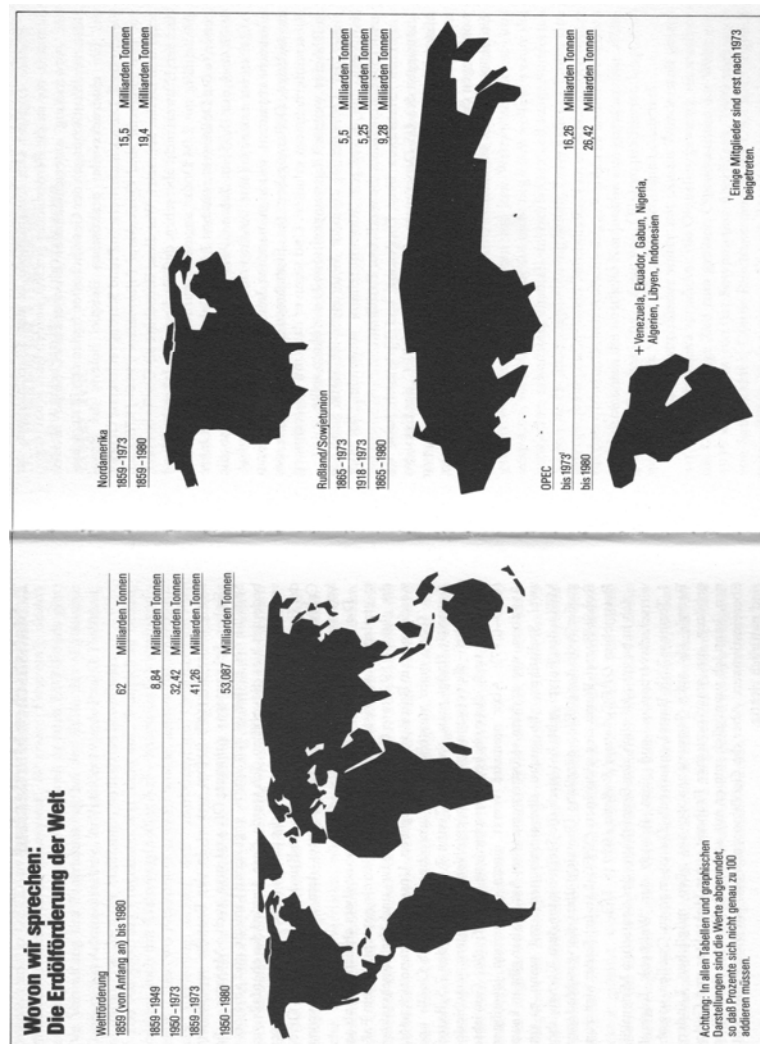 Wovon wir sprechen:
Die Erdölförderung der Welt
Weltförderung
1859 (von Anfang an) bis 1980 62 Milliarden Tonnen
1859–1949 8,84 Milliarden Tonnen
1950–1973 32,42 Milliarden Tonnen
1859–1973 41,26 Milliarden Tonnen
1950–1980 53,087 Milliarden Tonnen
Achtung: In allen Tabellen und graphischen
Darstellungen sind die Werte abgerundet,
so daß Prozente sich nicht genau zu 100
addieren müssen.
Nordamerika
1859–1973 15,5 Milliarden Tonnen
1859–1980 19,4 Milliarden Tonnen
Rußland/Sowjetunion
1865–1973 5,5 Milliarden Tonnen
1918–1973 5,25 Milliarden Tonnen
1865–1980 9,28 Milliarden Tonnen
OPEC
bis 1973¹ 16,26 Milliarden Tonnen
bis 1980 26,42 Milliarden Tonnen
+ Venezuela, Ekuador, Gabun, Nigeria,
Algerien, Libyen, Indonesien
¹ Einige Mitglieder sind erst nach 1973
beigetreten.